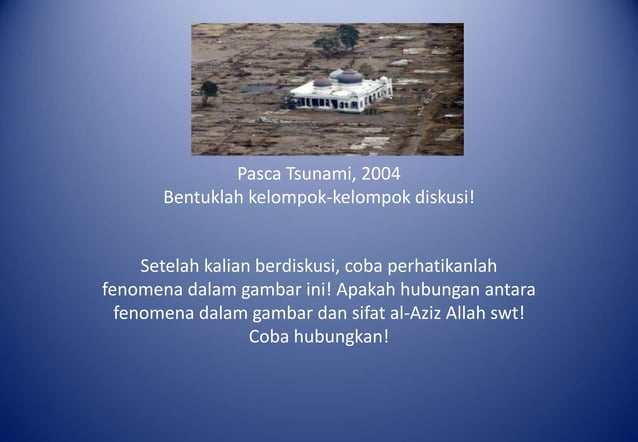 Pasca Tsunami, 2004
Bentuklah kelompok-kelompok diskusi!
Setelah kalian berdiskusi, coba perhatikanlah
fenomena dalam gambar ini! Apakah hubungan antara
fenomena dalam gambar dan sifat al-Aziz Allah swt!
Coba hubungkan!